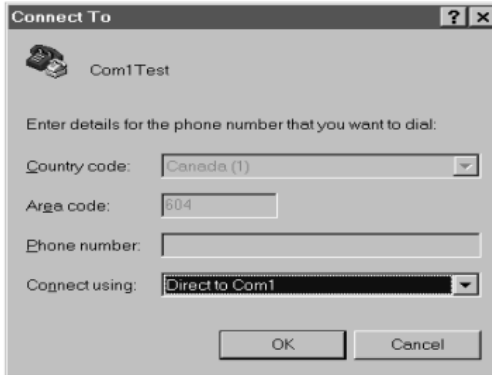 Connect To
Com1Test
Enter details for the phone number that you want to dial:
Country code: Canada (1)
Area code: 604
Phone number:
Connect using: Direct to Com1
OK Cancel